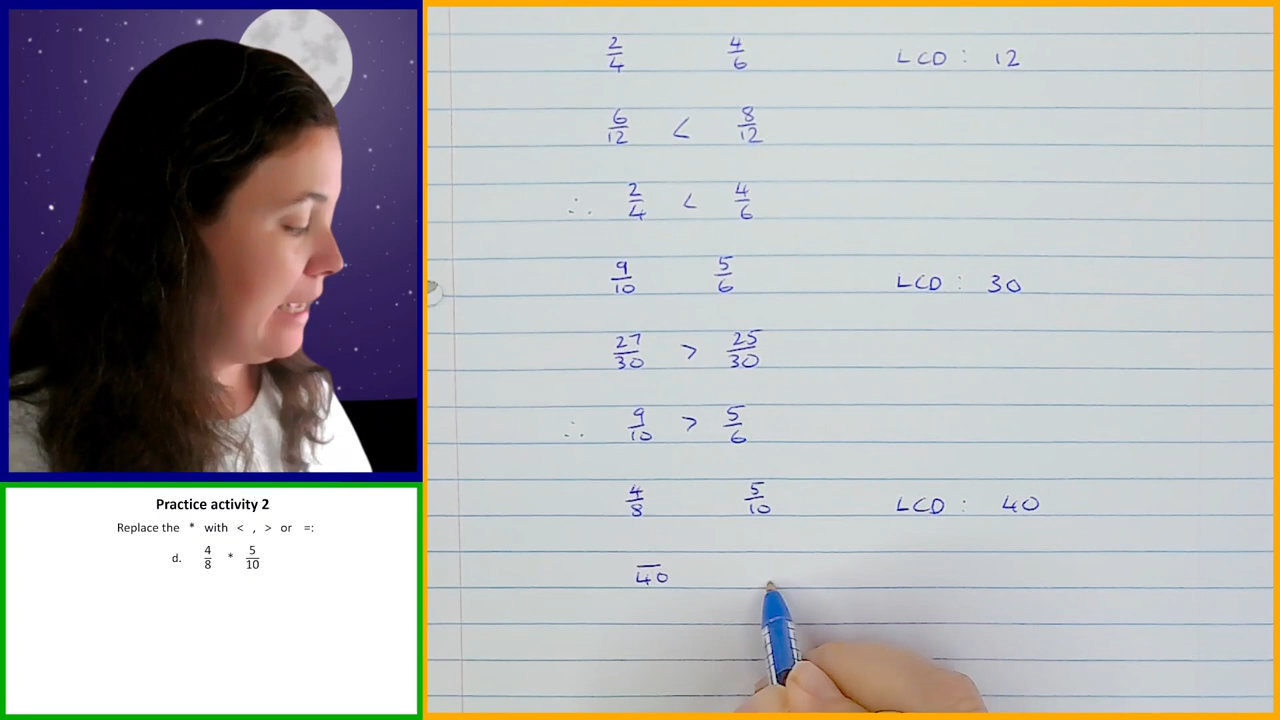 Practice activity 2
Replace the * with < , > or =:
d. 4/8 * 5/10
2/4 4/6 LCD : 12
6/12 < 8/12
∴ 2/4 < 4/6
9/10 5/6 LCD : 30
27/30 > 25/30
∴ 9/10 > 5/6
4/8 5/10 LCD : 40
/40